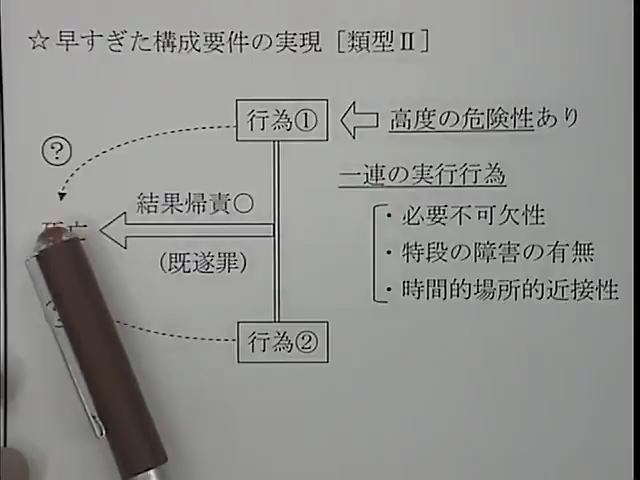 ☆早すぎた構成要件の実現［類型Ⅱ］
行為①
高度の危険性あり
?
一連の実行行為
結果帰責〇
・必要不可欠性
(既遂罪)
・特段の障害の有無
・時間的場所的近接性
行為②